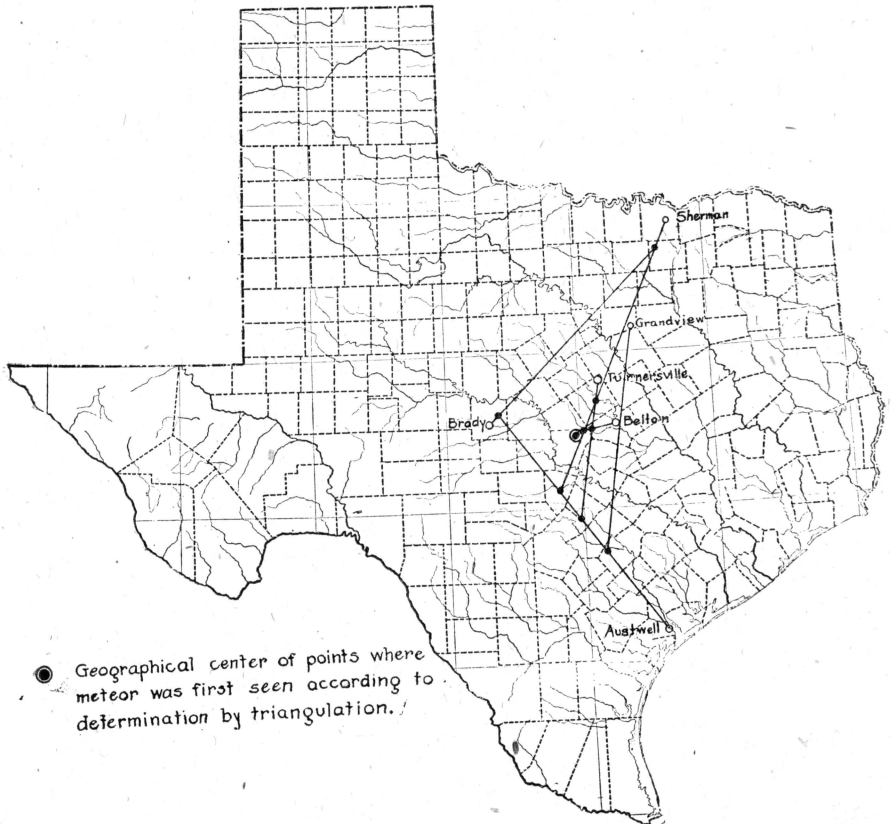 Sherman
Grandview
Turnersville
Brady
Belton
Austwell
Geographical center of points where
meteor was first seen according to
determination by triangulation.